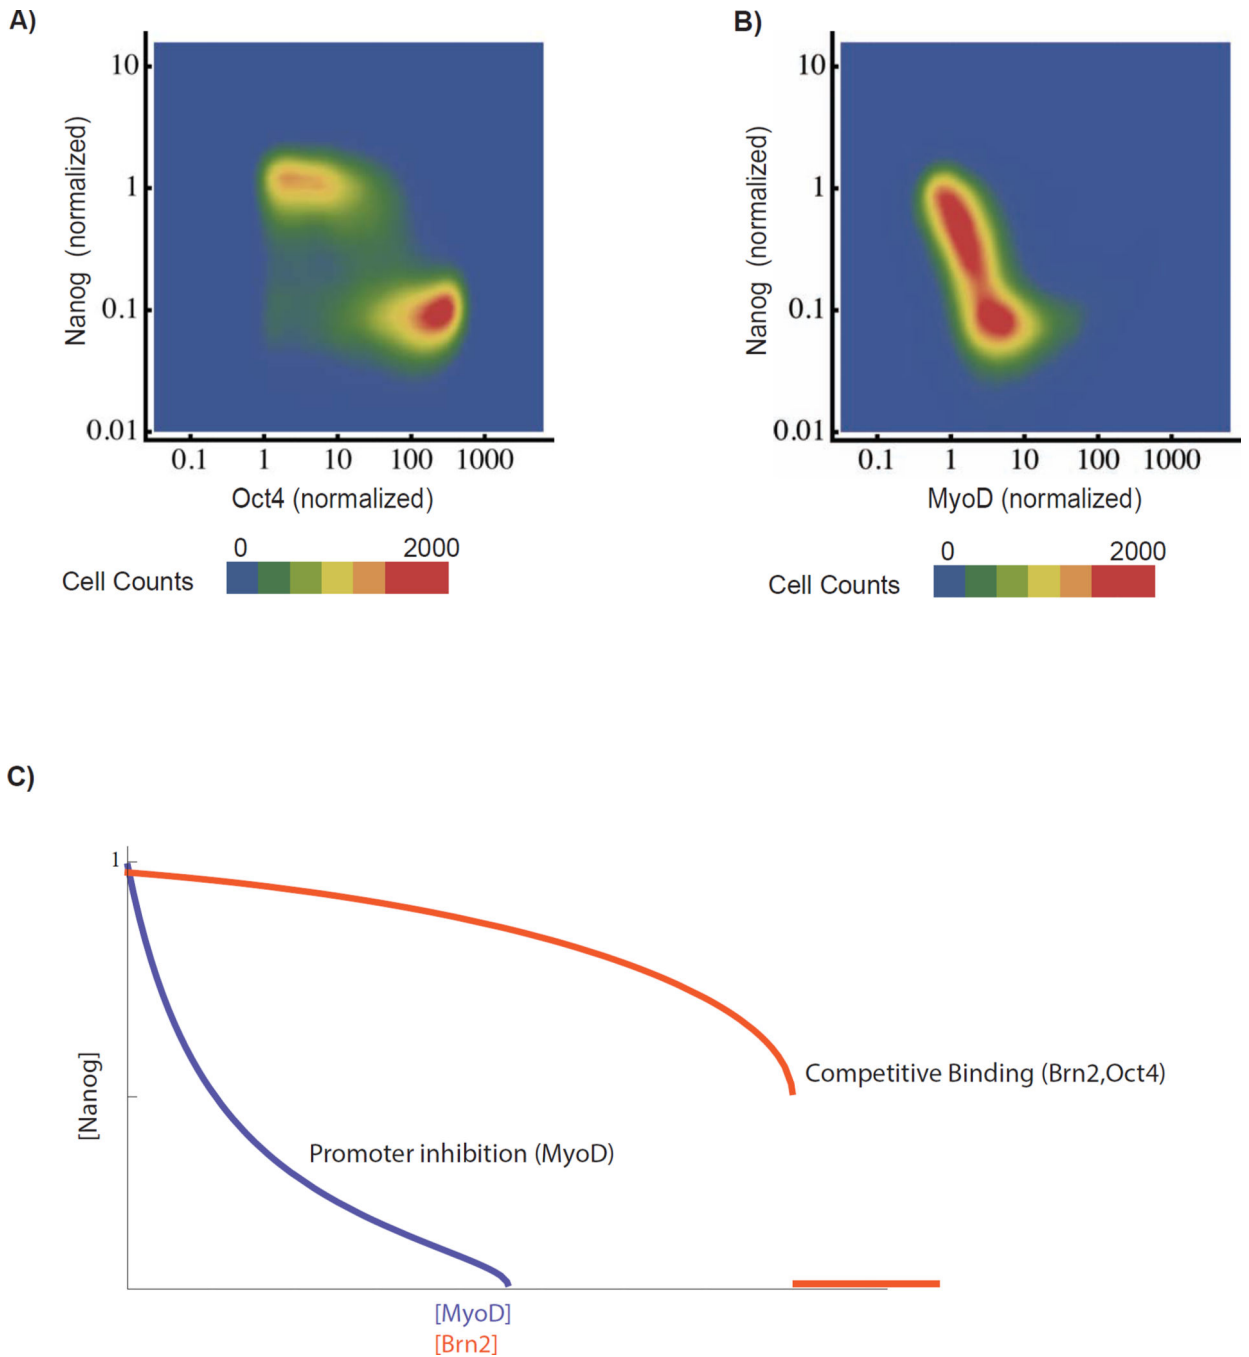 A)
10
1
0.1
0.01
Nanog (normalized)
0.1 1 10 100 1000
Oct4 (normalized)
0 2000
Cell Counts
B)
10
1
0.1
0.01
Nanog (normalized)
0.1 1 10 100 1000
MyoD (normalized)
0 2000
Cell Counts
C)
1
[Nanog]
Competitive Binding (Brn2,Oct4)
Promoter inhibition (MyoD)
[MyoD]
[Brn2]